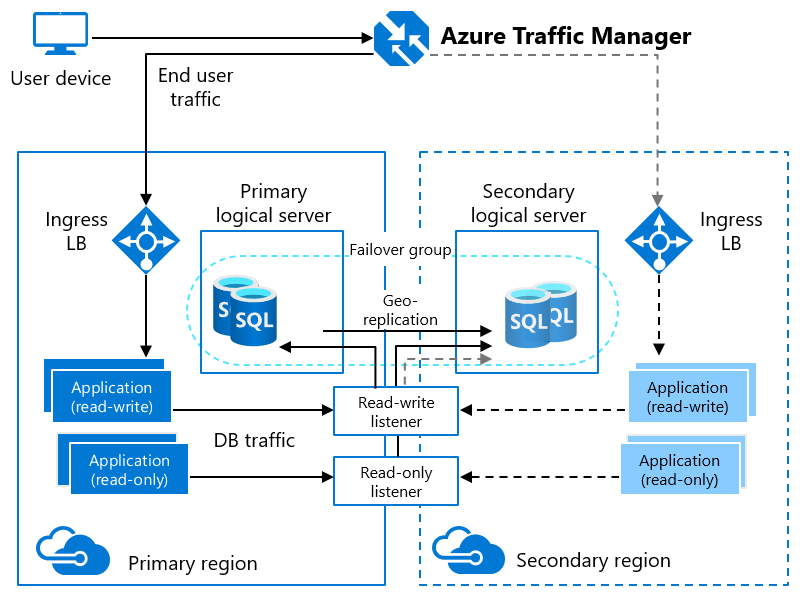 Azure Traffic Manager
User device
End user
traffic
Primary
logical server
Secondary
logical server
Ingress
LB
Ingress
LB
Failover group
SQL
SQL
SQL
SQL
Geo-
replication
Application
(read-write)
Read-write
listener
Application
(read-write)
DB traffic
Application
(read-only)
Read-only
listener
Application
(read-only)
Primary region
Secondary region